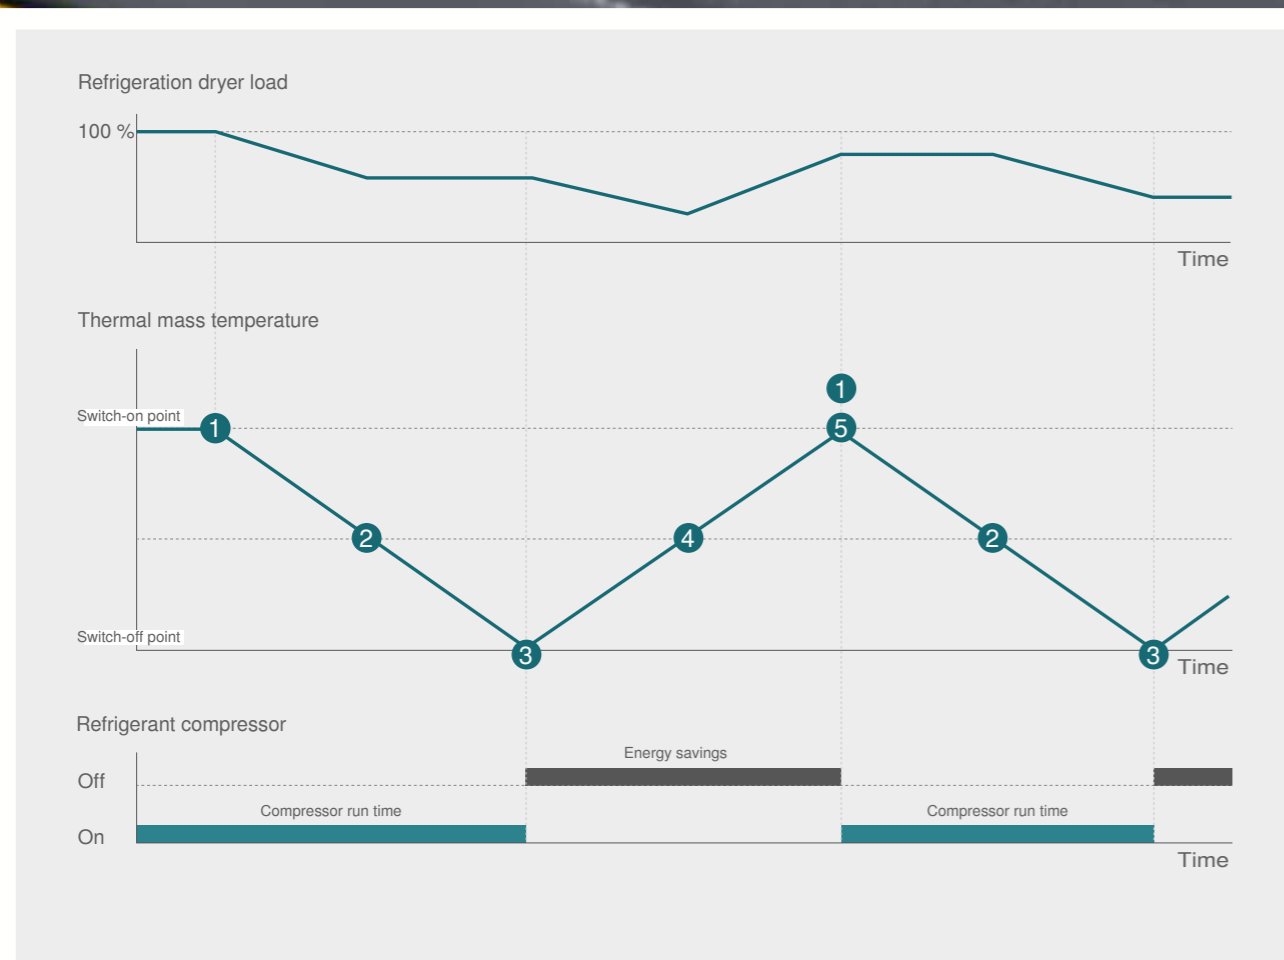 Refrigeration dryer load
100 %
Time
Thermal mass temperature
1
Switch-on point
1
5
2
4
2
Switch-off point
3
3
Time
Refrigerant compressor
Energy savings
Off
Compressor run time
Compressor run time
On
Time